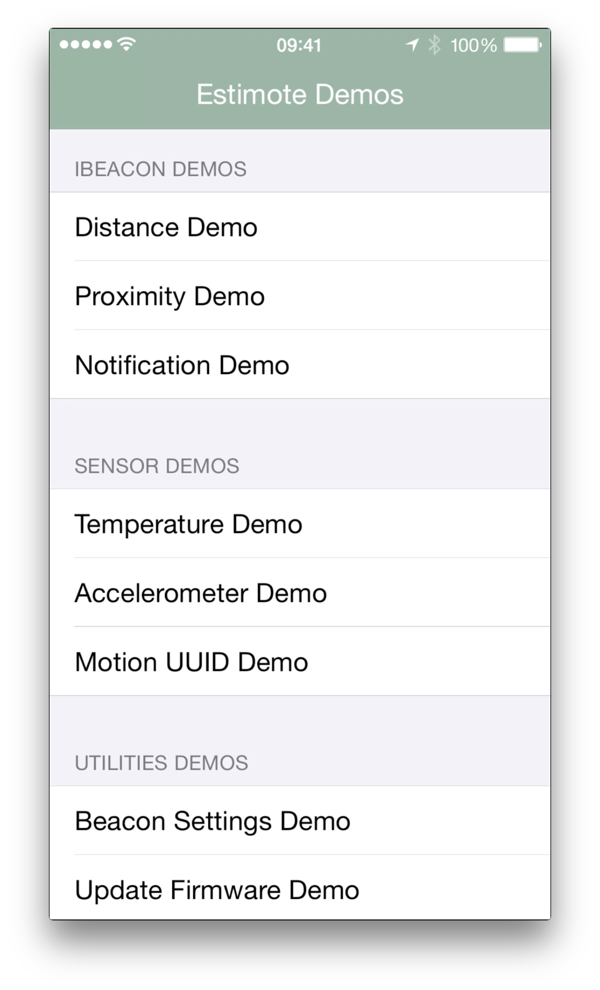 09:41 100%
Estimote Demos
IBEACON DEMOS
Distance Demo
Proximity Demo
Notification Demo
SENSOR DEMOS
Temperature Demo
Accelerometer Demo
Motion UUID Demo
UTILITIES DEMOS
Beacon Settings Demo
Update Firmware Demo